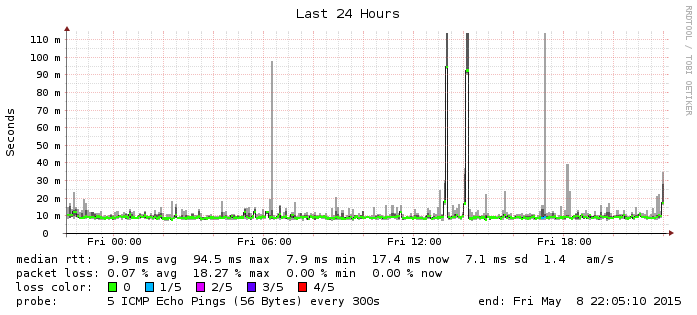 Last 24 Hours
RRDTOOL / TOBI OETIKER
Seconds
110 m
100 m
90 m
80 m
70 m
60 m
50 m
40 m
30 m
20 m
10 m
0
Fri 00:00 Fri 06:00 Fri 12:00 Fri 18:00
median rtt: 9.9 ms avg 94.5 ms max 7.9 ms min 17.4 ms now 7.1 ms sd 1.4 am/s
packet loss: 0.07 % avg 18.27 % max 0.00 % min 0.00 % now
loss color: 0 1/5 2/5 3/5 4/5
probe: 5 ICMP Echo Pings (56 Bytes) every 300s end: Fri May 8 22:05:10 2015